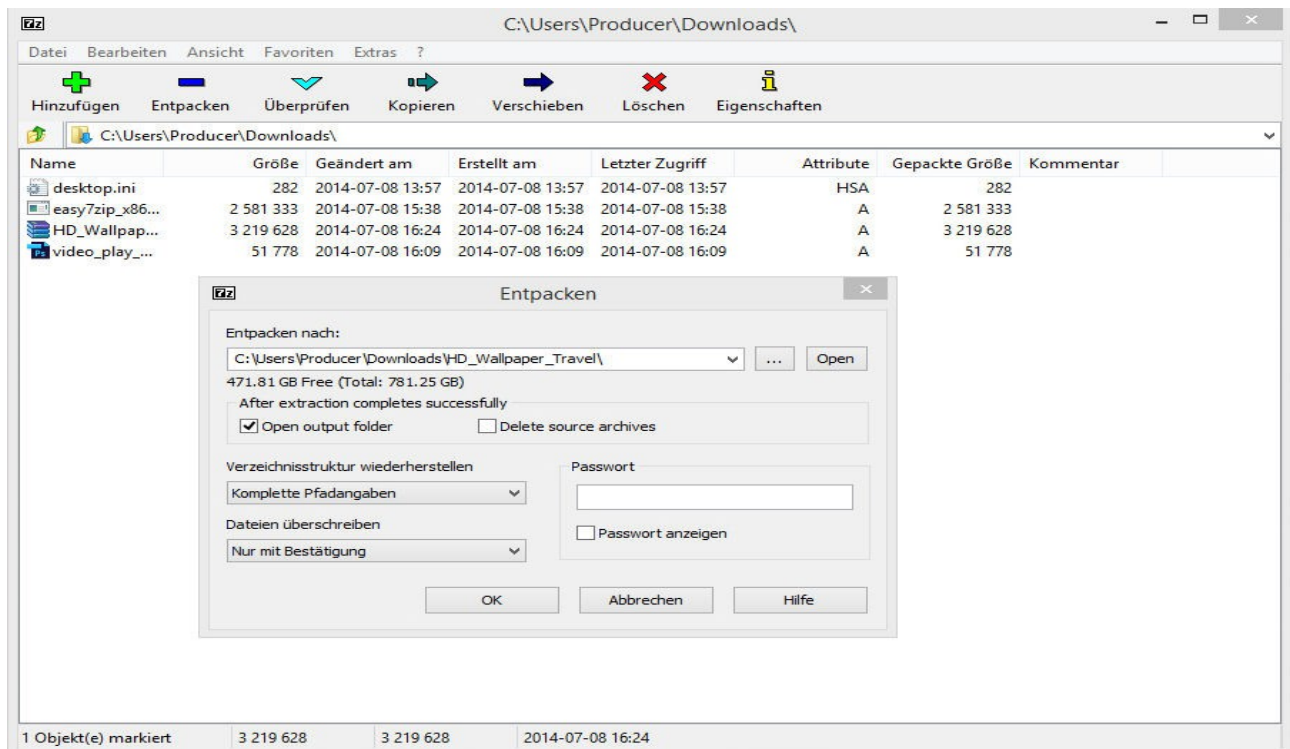 7z C:\Users\Producer\Downloads\
Datei Bearbeiten Ansicht Favoriten Extras ?
Hinzufügen Entpacken Überprüfen Kopieren Verschieben Löschen Eigenschaften
C:\Users\Producer\Downloads\
Name Größe Geändert am Erstellt am Letzter Zugriff Attribute Gepackte Größe Kommentar
desktop.ini 282 2014-07-08 13:57 2014-07-08 13:57 2014-07-08 13:57 HSA 282
easy7zip_x86... 2 581 333 2014-07-08 15:38 2014-07-08 15:38 2014-07-08 15:38 A 2 581 333
HD_Wallpap... 3 219 628 2014-07-08 16:24 2014-07-08 16:24 2014-07-08 16:24 A 3 219 628
Ps video_play_... 51 778 2014-07-08 16:09 2014-07-08 16:09 2014-07-08 16:09 A 51 778
7z Entpacken
Entpacken nach:
C:\Users\Producer\Downloads\HD_Wallpaper_Travel\ ... Open
471.81 GB Free (Total: 781.25 GB)
After extraction completes successfully
Open output folder Delete source archives
Verzeichnisstruktur wiederherstellen Passwort
Komplette Pfadangaben
Dateien überschreiben Passwort anzeigen
Nur mit Bestätigung
OK Abbrechen Hilfe
1 Objekt(e) markiert 3 219 628 3 219 628 2014-07-08 16:24